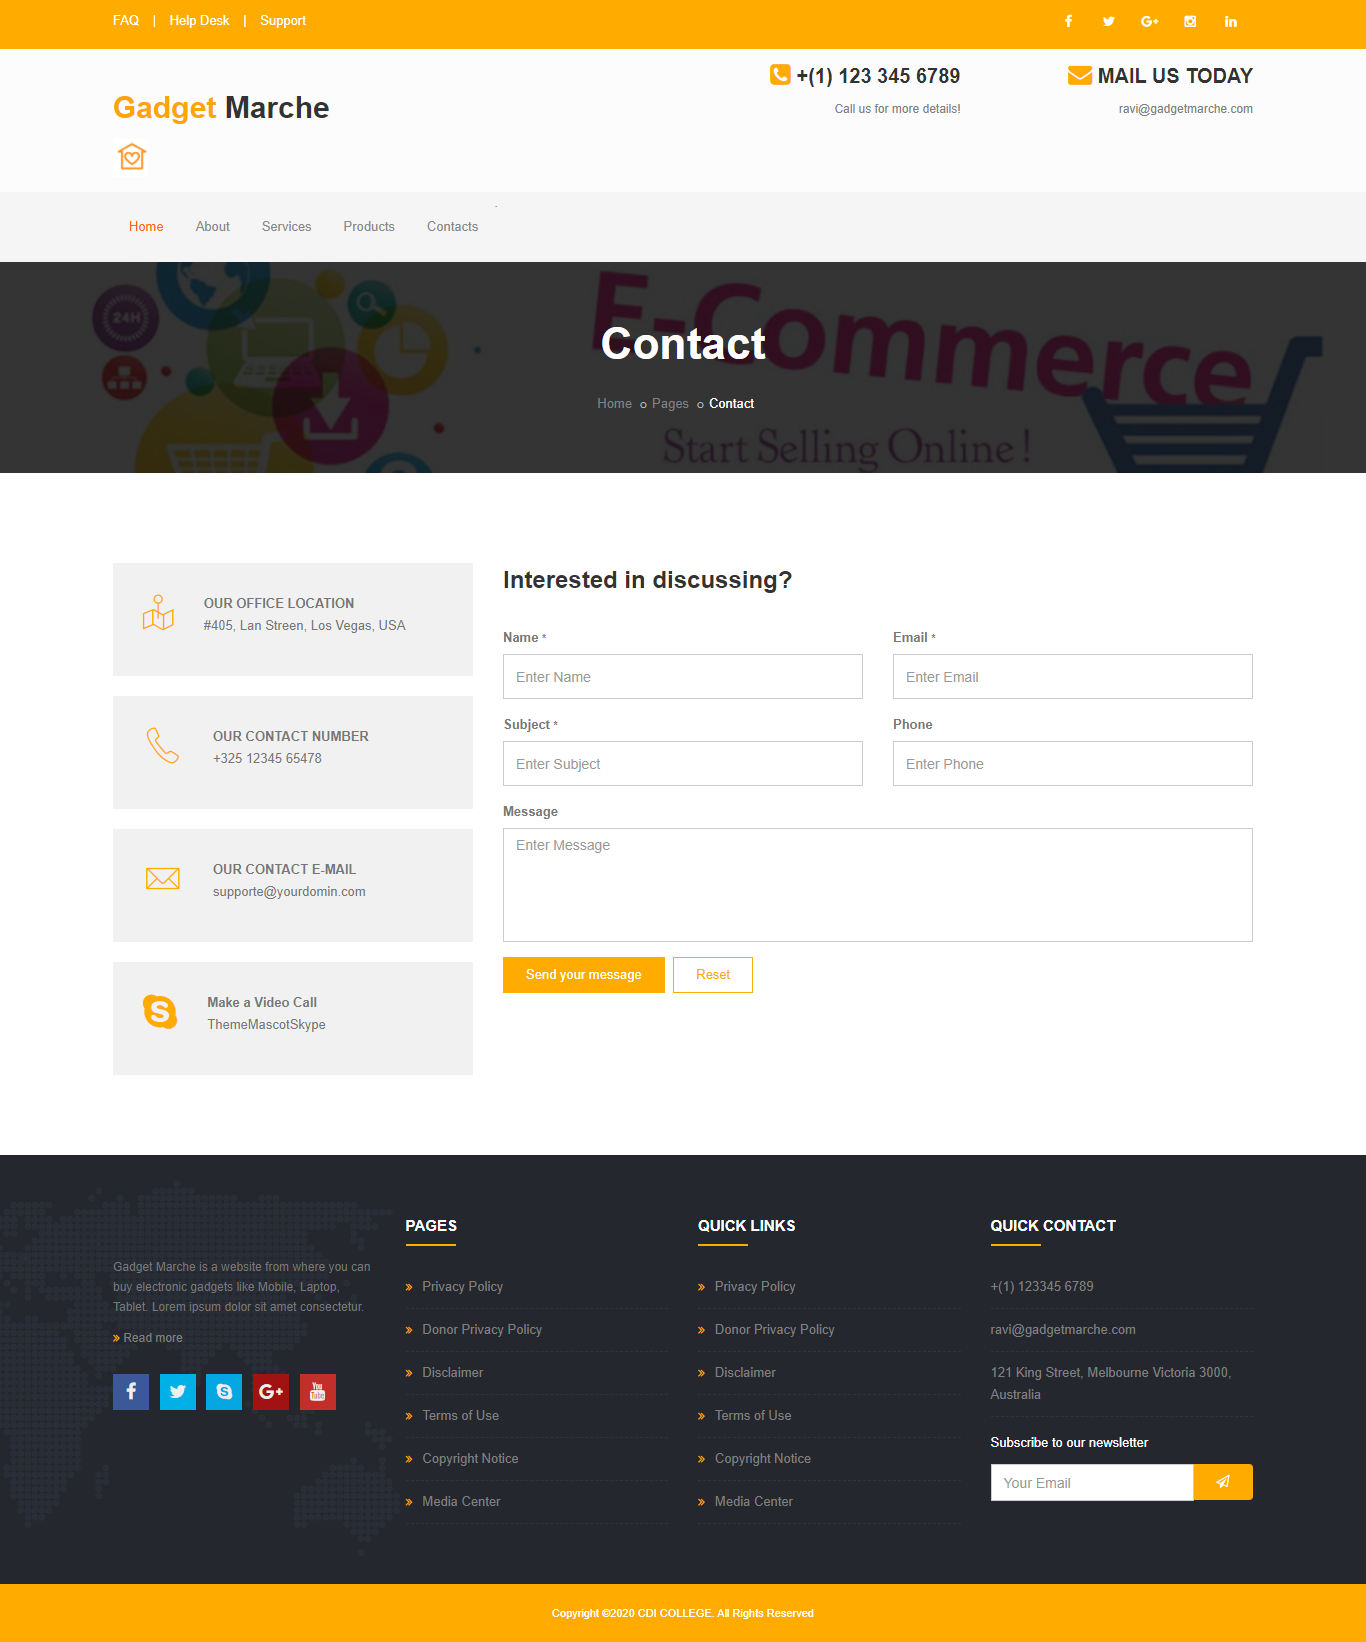 FAQ | Help Desk | Support
Gadget Marche
+(1) 123 345 6789
Call us for more details!
MAIL US TODAY
ravi@gadgetmarche.com
Home About Services Products Contacts
24H
E-Commerce
Start Selling Online !
Contact
Home Pages Contact
OUR OFFICE LOCATION
#405, Lan Streen, Los Vegas, USA
OUR CONTACT NUMBER
+325 12345 65478
OUR CONTACT E-MAIL
supporte@yourdomin.com
Make a Video Call
ThemeMascotSkype
Interested in discussing?
Name * Email *
Enter Name Enter Email
Subject * Phone
Enter Subject Enter Phone
Message
Enter Message
Send your message Reset
Gadget Marche is a website from where you can
buy electronic gadgets like Mobile, Laptop,
Tablet. Lorem ipsum dolor sit amet consectetur.
» Read more
PAGES
» Privacy Policy
» Donor Privacy Policy
» Disclaimer
» Terms of Use
» Copyright Notice
» Media Center
QUICK LINKS
» Privacy Policy
» Donor Privacy Policy
» Disclaimer
» Terms of Use
» Copyright Notice
» Media Center
QUICK CONTACT
+(1) 123345 6789
ravi@gadgetmarche.com
121 King Street, Melbourne Victoria 3000,
Australia
Subscribe to our newsletter
Your Email
Copyright ©2020 CDI COLLEGE. All Rights Reserved